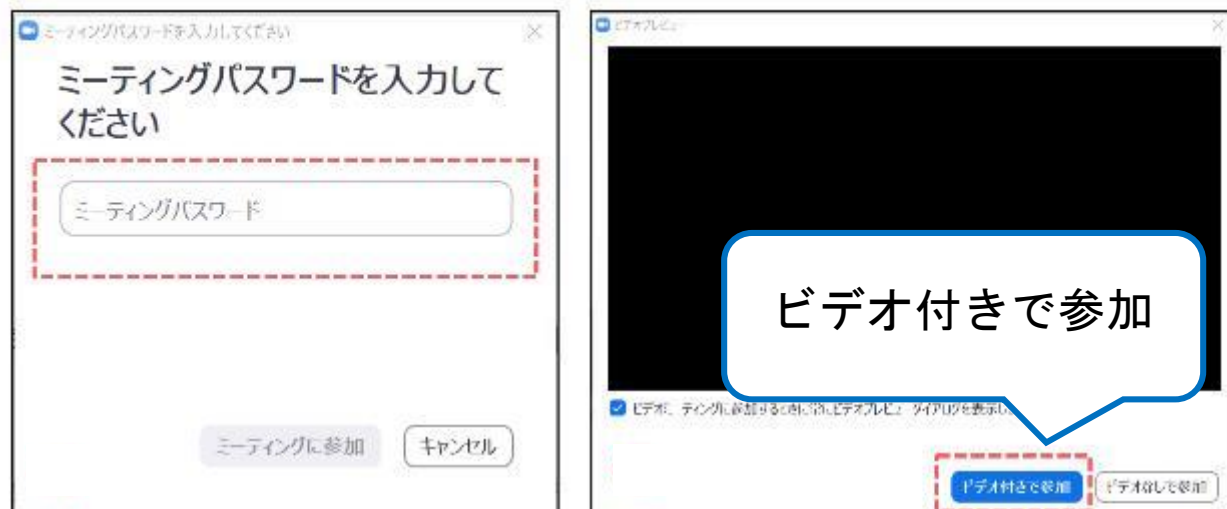 ミーティングパスワードを入力してください
ミーティングパスワードを入力して
ください
ミーティングパスワード
ミーティングに参加
キャンセル
ビデオプレビュー
ビデオ付きで参加
ビデオ付きで参加
ビデオなしで参加